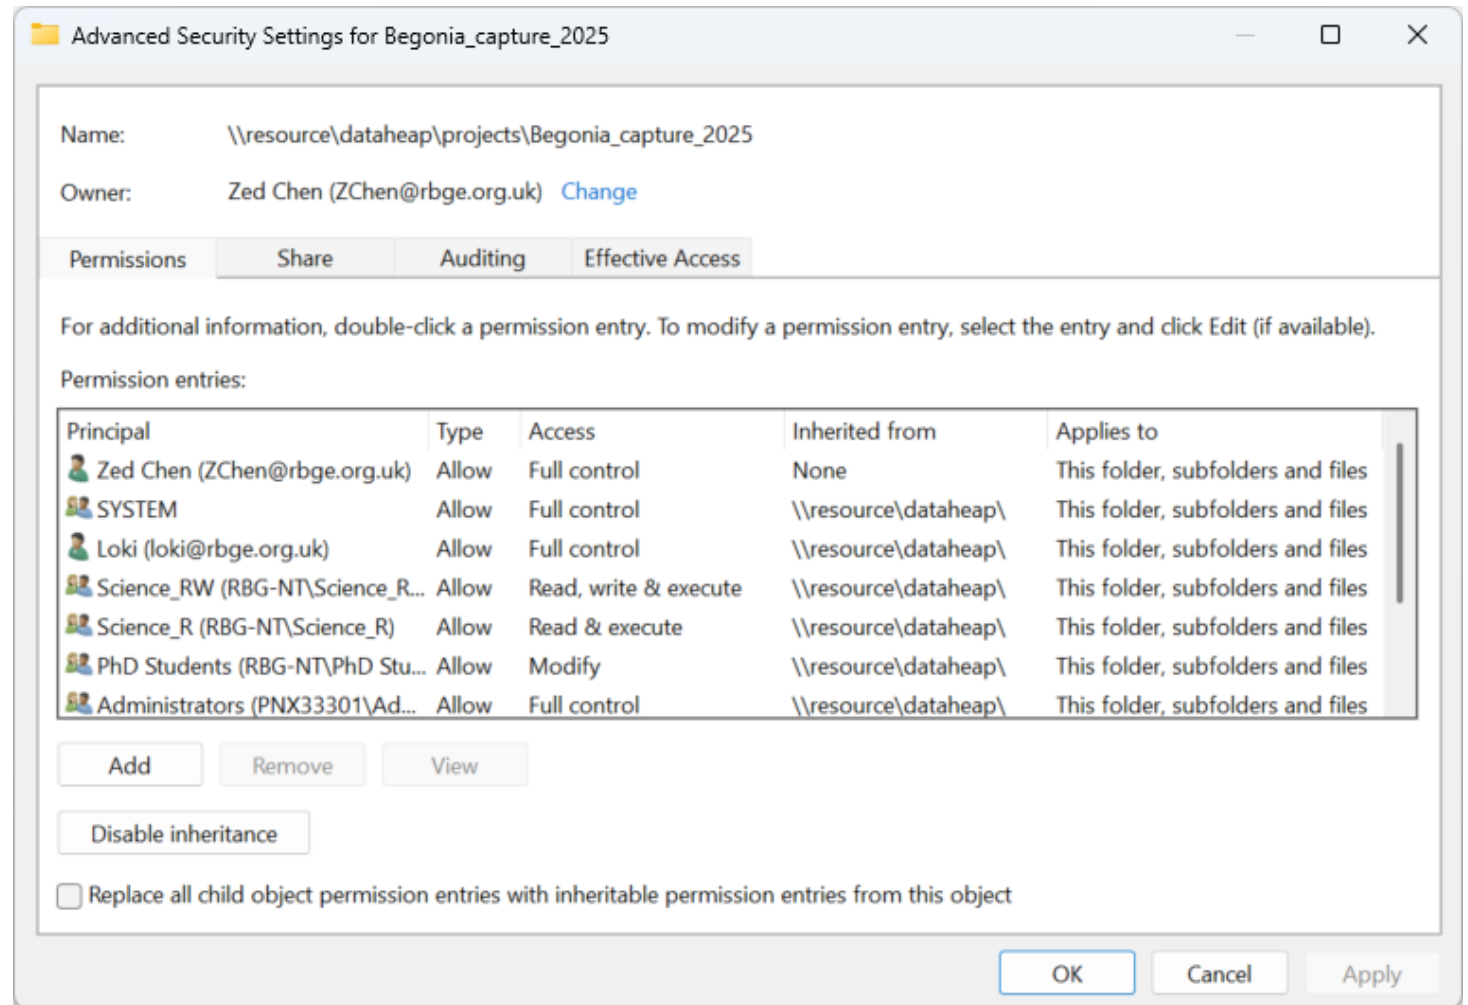 Advanced Security Settings for Begonia_capture_2025
Name: \\resource\dataheap\projects\Begonia_capture_2025
Owner: Zed Chen (ZChen@rbge.org.uk) Change
Permissions Share Auditing Effective Access
For additional information, double-click a permission entry. To modify a permission entry, select the entry and click Edit (if available).
Permission entries:
Principal Type Access Inherited from Applies to
Zed Chen (ZChen@rbge.org.uk) Allow Full control None This folder, subfolders and files
SYSTEM Allow Full control \\resource\dataheap\ This folder, subfolders and files
Loki (loki@rbge.org.uk) Allow Full control \\resource\dataheap\ This folder, subfolders and files
Science_RW (RBG-NT\Science_R... Allow Read, write & execute \\resource\dataheap\ This folder, subfolders and files
Science_R (RBG-NT\Science_R) Allow Read & execute \\resource\dataheap\ This folder, subfolders and files
PhD Students (RBG-NT\PhD Stu... Allow Modify \\resource\dataheap\ This folder, subfolders and files
Administrators (PNX33301\Ad... Allow Full control \\resource\dataheap\ This folder, subfolders and files
Add Remove View
Disable inheritance
Replace all child object permission entries with inheritable permission entries from this object
OK Cancel Apply